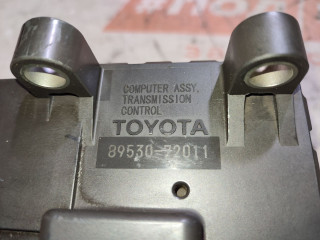 COMPUTER ASSY,
TRANSMISSION
CONTROL
TOYOTA
89530-72011